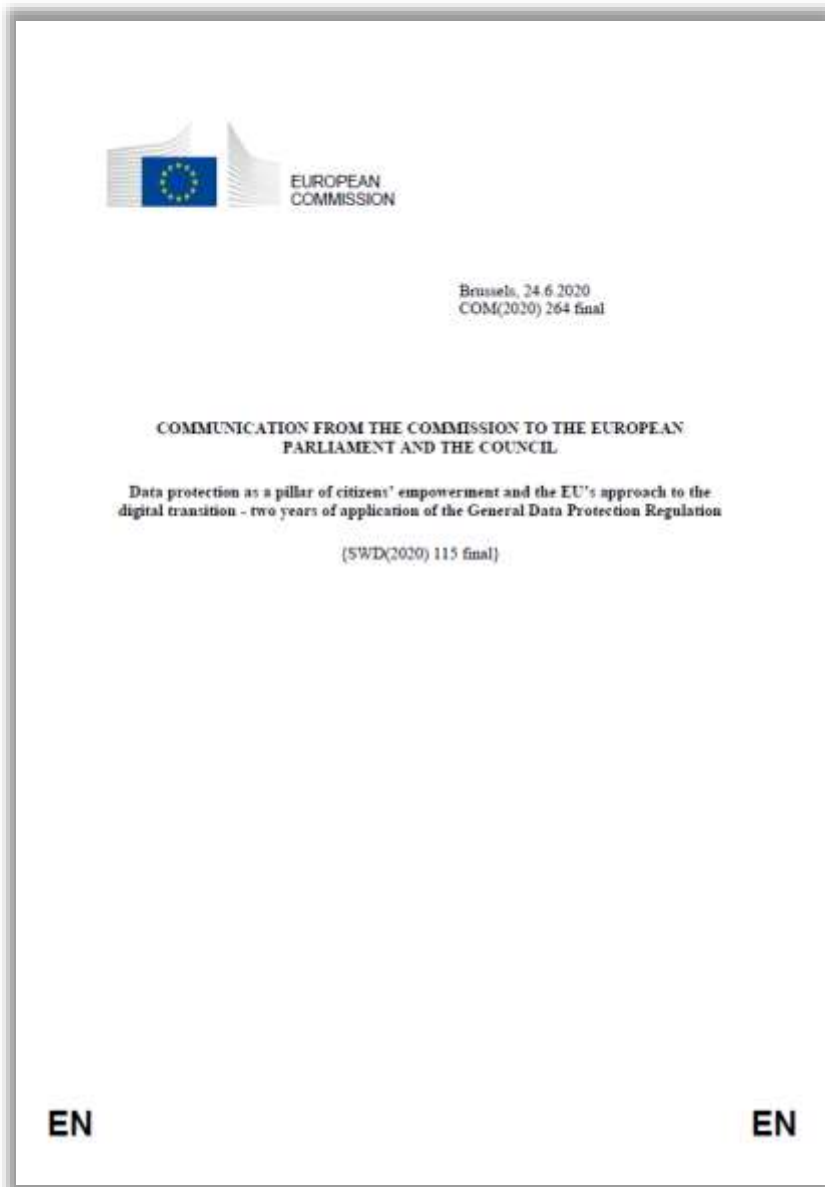 EUROPEAN
COMMISSION
Brussels, 24.6.2020
COM(2020) 264 final
COMMUNICATION FROM THE COMMISSION TO THE EUROPEAN
PARLIAMENT AND THE COUNCIL
Data protection as a pillar of citizens' empowerment and the EU's approach to the
digital transition - two years of application of the General Data Protection Regulation
{SWD(2020) 115 final}
EN
EN